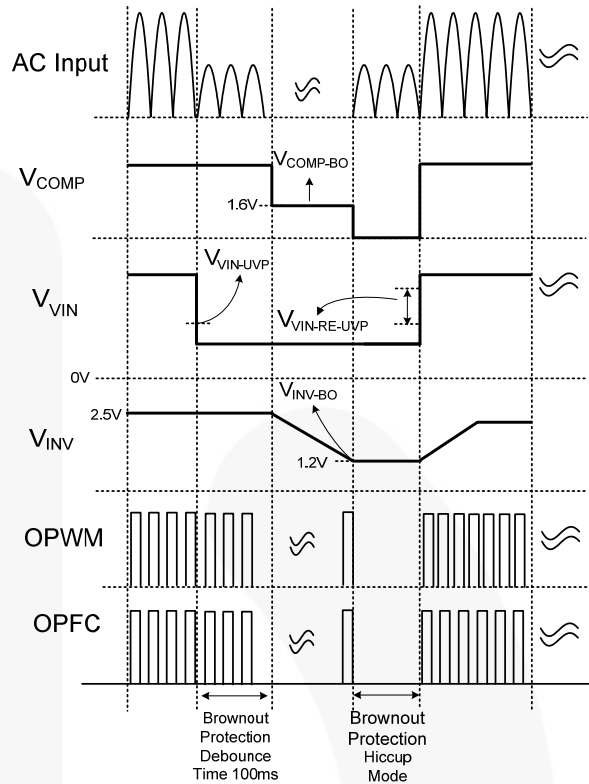 AC Input
VCOMP
VCOMP-BO
1.6V
VVIN-UVP
VVIN
VVIN-RE-UVP
0V
VINV-BO
2.5V
VINV
1.2V
OPWM
OPFC
Brownout
Protection
Debounce
Time 100ms
Brownout
Protection
Hiccup
Mode